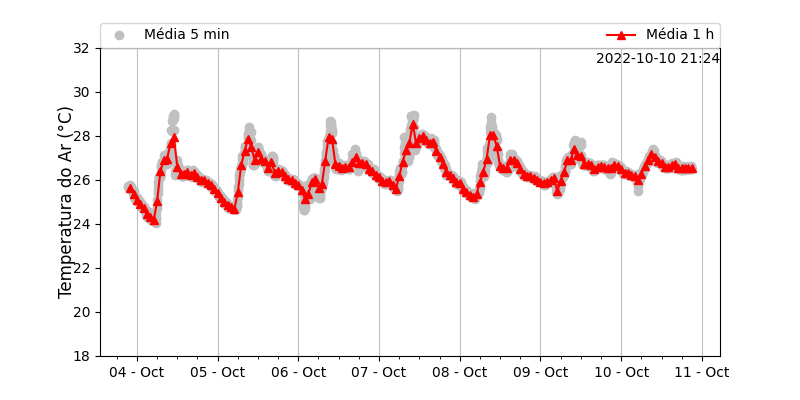 Média 5 min
Média 1 h
2022-10-10 21:24
Temperatura do Ar (°C)
32
30
28
26
24
22
20
18
04 - Oct
05 - Oct
06 - Oct
07 - Oct
08 - Oct
09 - Oct
10 - Oct
11 - Oct